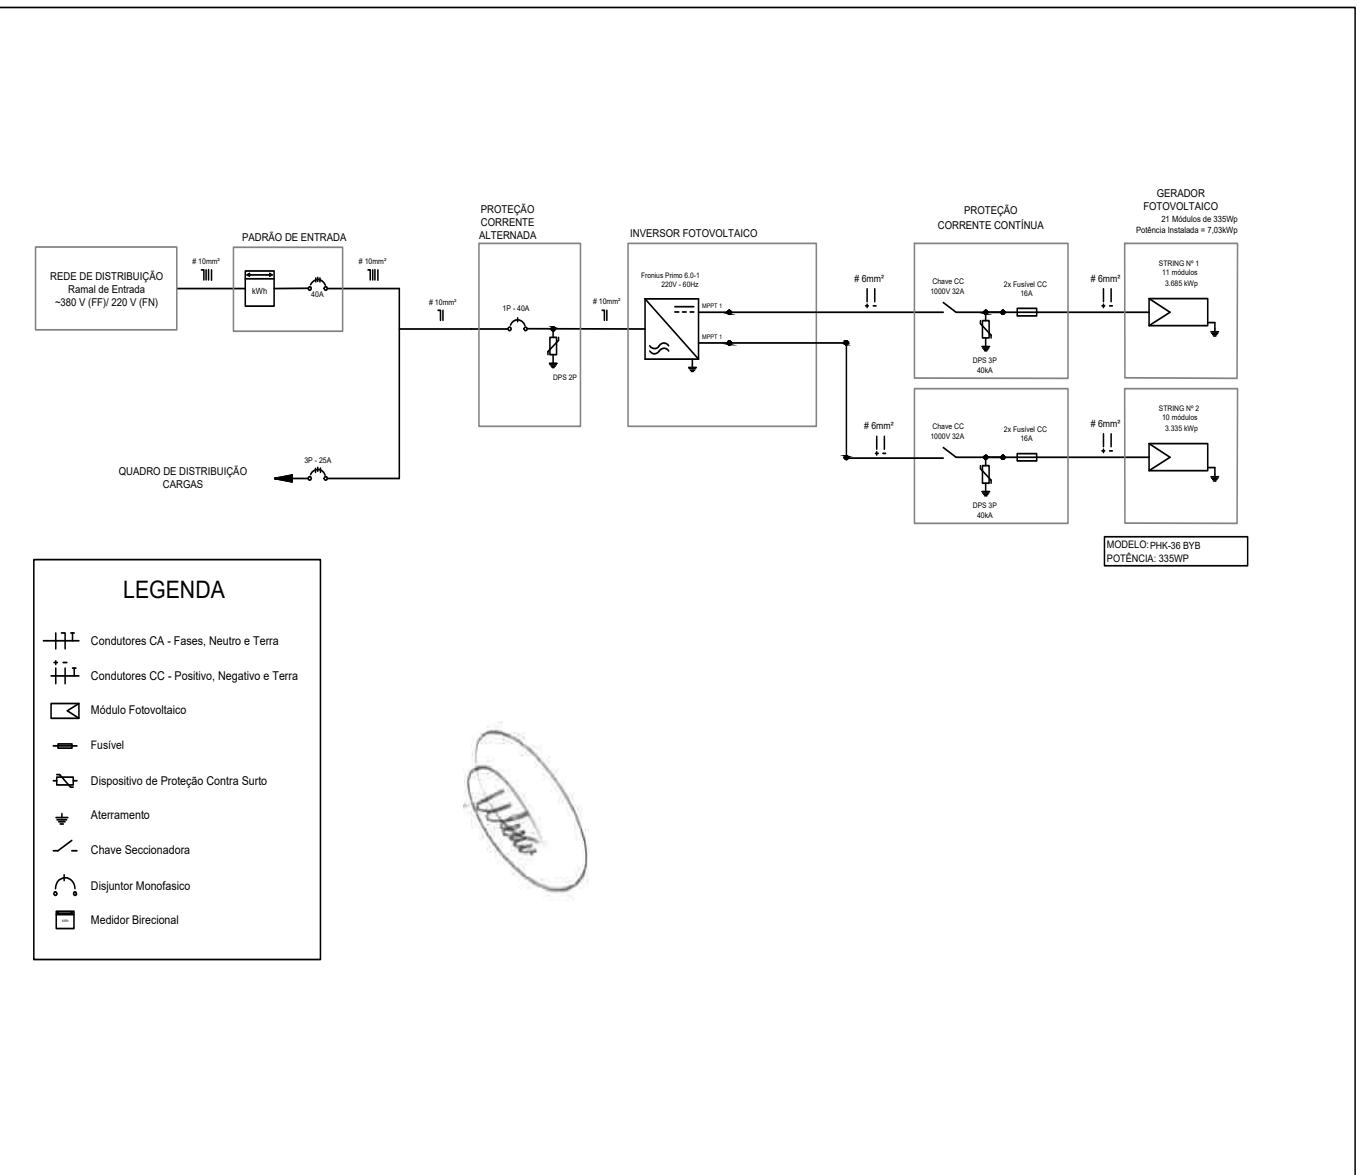 GERADOR
FOTOVOLTAICO
21 Módulos de 335Wp
Potência Instalada = 7,03kWp
PROTEÇÃO
CORRENTE
ALTERNADA
PROTEÇÃO
CORRENTE CONTÍNUA
PADRÃO DE ENTRADA
INVERSOR FOTOVOLTAICO
REDE DE DISTRIBUIÇÃO
Ramal de Entrada
~380 V (FF)/ 220 V (FN)
# 10mm²
kWh
40A
# 10mm²
# 10mm²
1P - 40A
DPS 2P
# 10mm²
Fronius Primo 6.0-1
220V - 60Hz
MPPT 1
MPPT 1
# 6mm²
+ -
Chave CC
1000V 32A
2x Fusível CC
16A
DPS 3P
40kA
# 6mm²
+ -
STRING Nº 1
11 módulos
3.685 kWp
# 6mm²
+ -
Chave CC
1000V 32A
2x Fusível CC
16A
DPS 3P
40kA
# 6mm²
+ -
STRING Nº 2
10 módulos
3.335 kWp
QUADRO DE DISTRIBUIÇÃO
CARGAS
3P - 25A
MODELO: PHK-36 BYB
POTÊNCIA: 335WP
LEGENDA
Condutores CA - Fases, Neutro e Terra
+ -
Condutores CC - Positivo, Negativo e Terra
Módulo Fotovoltaico
Fusível
Dispositivo de Proteção Contra Surto
Aterramento
Chave Seccionadora
Disjuntor Monofasico
Medidor Birecional